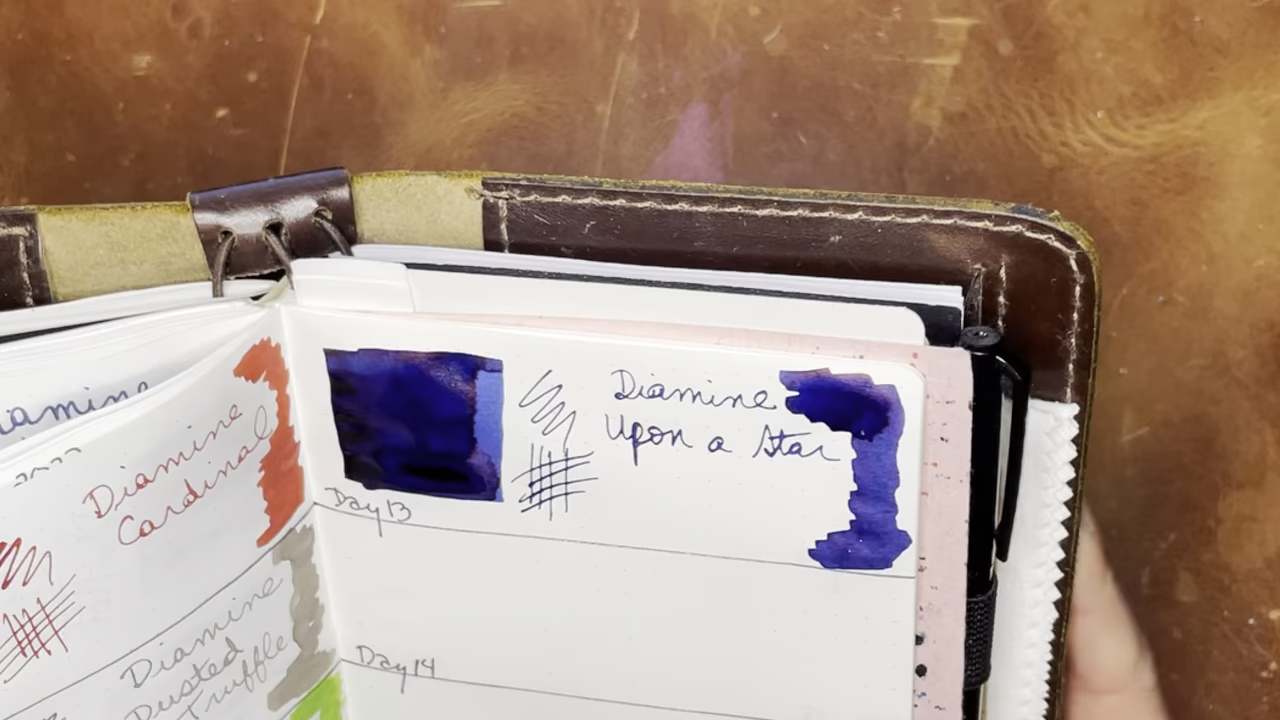 Diamine
Cardinal
Diamine
Dusted
Truffle
Diamine
Upon a Star
Day 13
Day 14